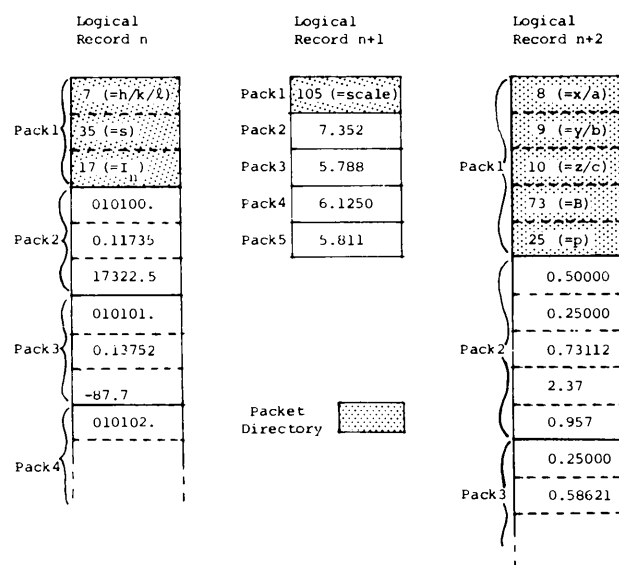 Logical
Record n
Logical
Record n+1
Logical
Record n+2
Pack1
7 (=h/k/ℓ)
35 (=s)
17 (=In)
Pack2
010100.
0.11735
17322.5
Pack3
010101.
0.13752
-87.7
Pack4
010102.
Pack1 105 (=scale)
Pack2 7.352
Pack3 5.788
Pack4 6.1250
Pack5 5.811
Packet
Directory
Pack1
8 (=x/a)
9 (=y/b)
10 (=z/c)
73 (=B)
25 (=p)
Pack2
0.50000
0.25000
0.73112
2.37
0.957
Pack3
0.25000
0.58621